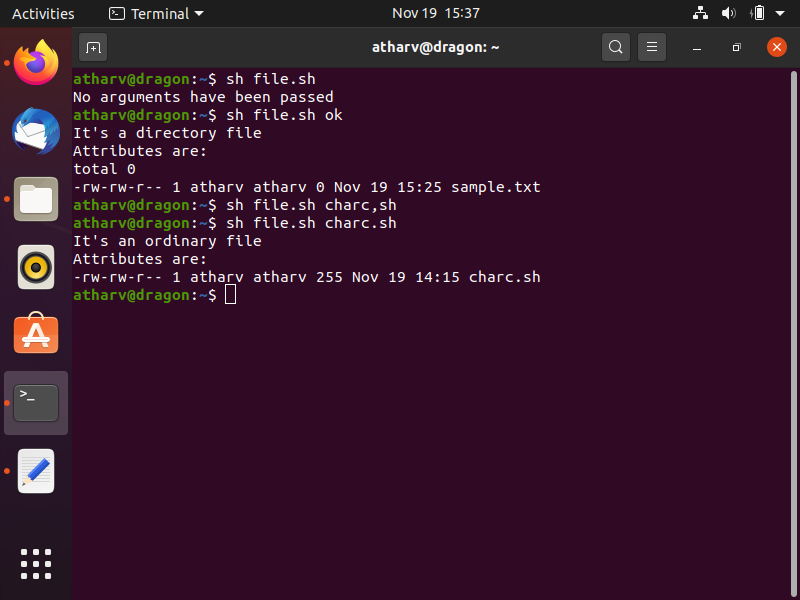 Activities
Terminal
Nov 19 15:37
atharv@dragon: ~
atharv@dragon:~$ sh file.sh
No arguments have been passed
atharv@dragon:~$ sh file.sh ok
It's a directory file
Attributes are:
total 0
-rw-rw-r-- 1 atharv atharv 0 Nov 19 15:25 sample.txt
atharv@dragon:~$ sh file.sh charc,sh
atharv@dragon:~$ sh file.sh charc.sh
It's an ordinary file
Attributes are:
-rw-rw-r-- 1 atharv atharv 255 Nov 19 14:15 charc.sh
atharv@dragon:~$